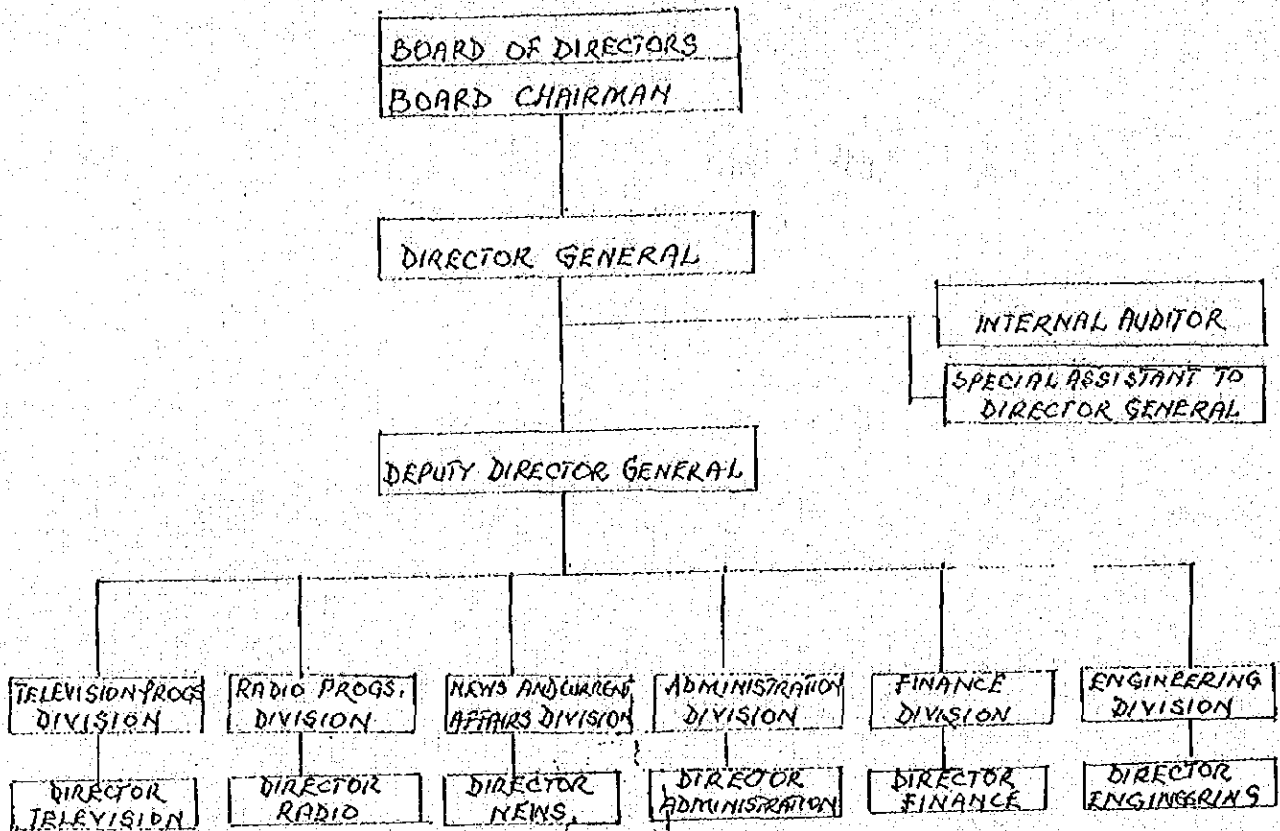 BOARD OF DIRECTORS
BOARD CHAIRMAN
DIRECTOR GENERAL
INTERNAL AUDITOR
SPECIAL ASSISTANT TO
DIRECTOR GENERAL
DEPUTY DIRECTOR GENERAL
TELEVISION PROGS
DIVISION
RADIO PROGS.
DIVISION
NEWS AND CURRENT
AFFAIRS DIVISION
ADMINISTRATION
DIVISION
FINANCE
DIVISION
ENGINEERING
DIVISION
DIRECTOR
TELEVISION
DIRECTOR
RADIO
DIRECTOR
NEWS.
DIRECTOR
ADMINISTRATION
DIRECTOR
FINANCE
DIRECTOR
ENGINEERING